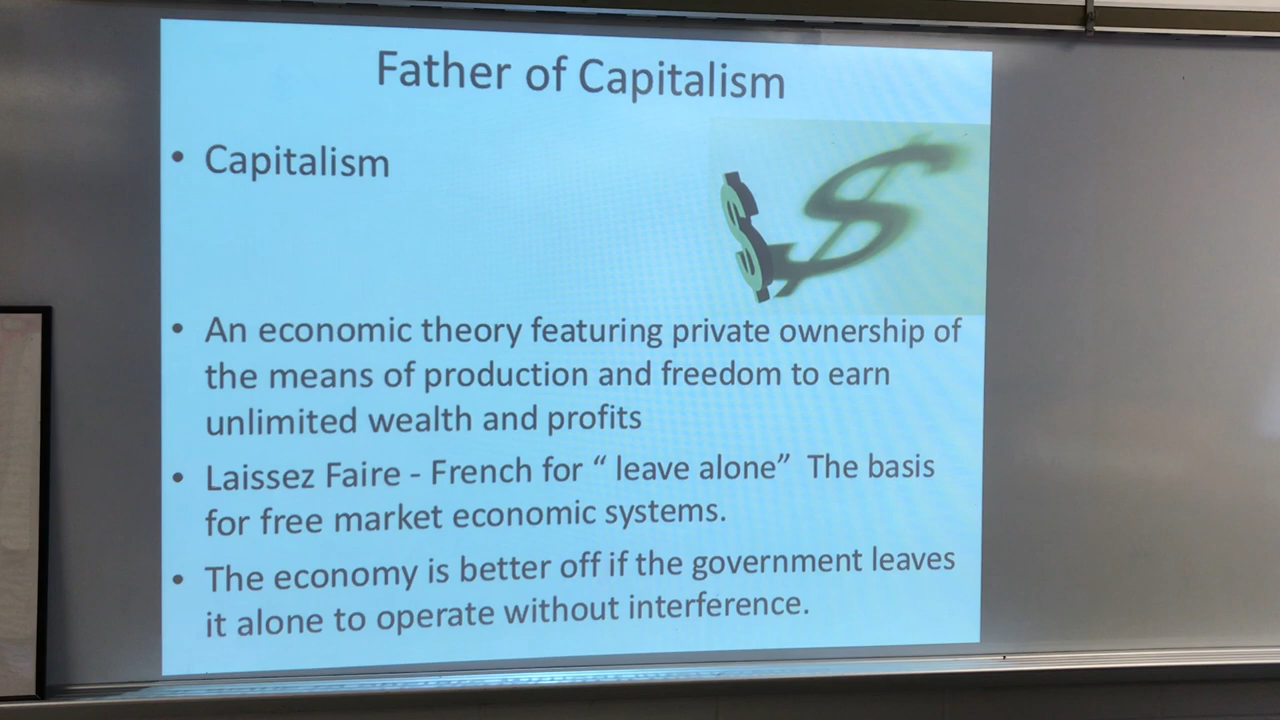 Father of Capitalism
• Capitalism
• An economic theory featuring private ownership of
the means of production and freedom to earn
unlimited wealth and profits
• Laissez Faire - French for “ leave alone”  The basis
for free market economic systems.
• The economy is better off if the government leaves
it alone to operate without interference.